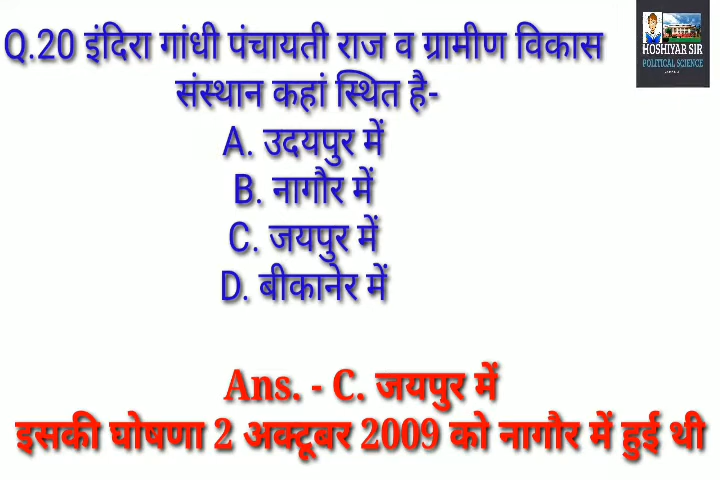 Q.20 इंदिरा गांधी पंचायती राज व ग्रामीण विकास
संस्थान कहां स्थित है-
A. उदयपुर में
B. नागौर में
C. जयपुर में
D. बीकानेर में
Ans. - C. जयपुर में
इसकी घोषणा 2 अक्टूबर 2009 को नागौर में हुई थी
HOSHIYAR SIR
POLITICAL SCIENCE